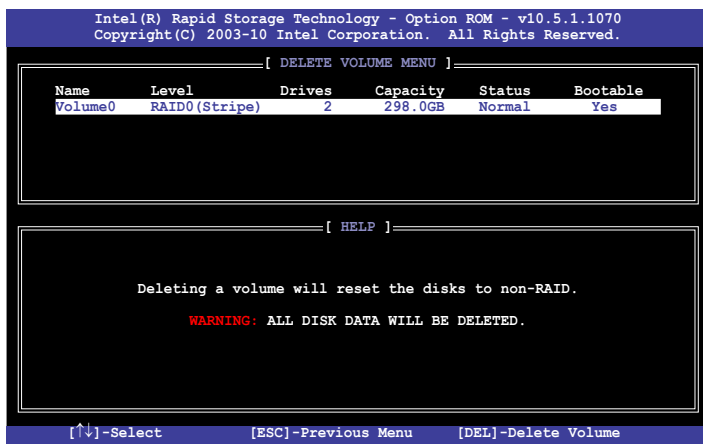 Intel(R) Rapid Storage Technology - Option ROM - v10.5.1.1070
Copyright(C) 2003-10 Intel Corporation. All Rights Reserved.
[ DELETE VOLUME MENU ]
Name Level Drives Capacity Status Bootable
Volume0 RAID0(Stripe) 2 298.0GB Normal Yes
[ HELP ]
Deleting a volume will reset the disks to non-RAID.
WARNING: ALL DISK DATA WILL BE DELETED.
[↑↓]-Select [ESC]-Previous Menu [DEL]-Delete Volume